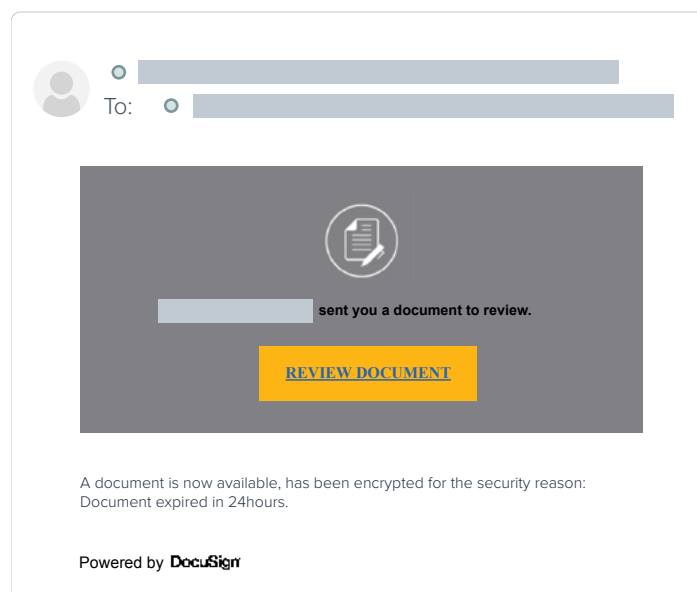 To:
sent you a document to review.
REVIEW DOCUMENT
A document is now available, has been encrypted for the security reason:
Document expired in 24hours.
Powered by DocuSign